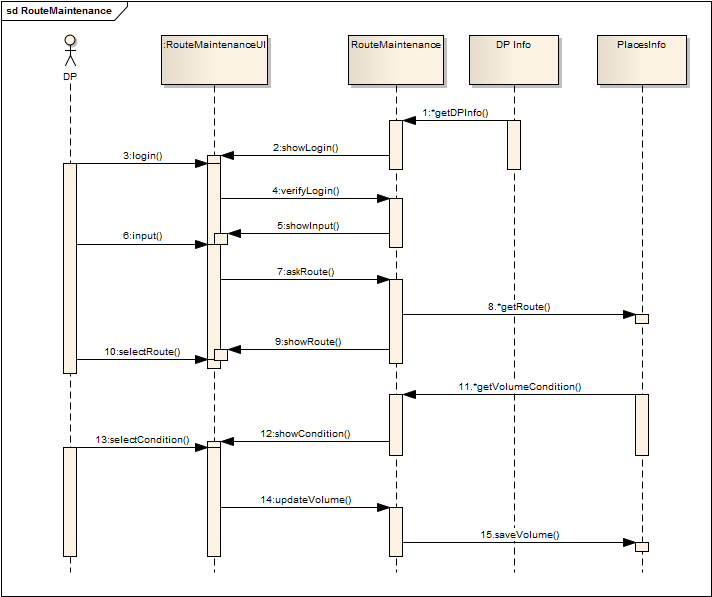 sd RouteMaintenance
:RouteMaintenanceUI
RouteMaintenance
DP Info
PlacesInfo
DP
1:*getDPInfo()
2:showLogin()
3:login()
4:verifyLogin()
5:showInput()
6:input()
7:askRoute()
8.*getRoute()
9:showRoute()
10:selectRoute()
11.*getVolumeCondition()
12:showCondition()
13:selectCondition()
14:updateVolume()
15.saveVolume()